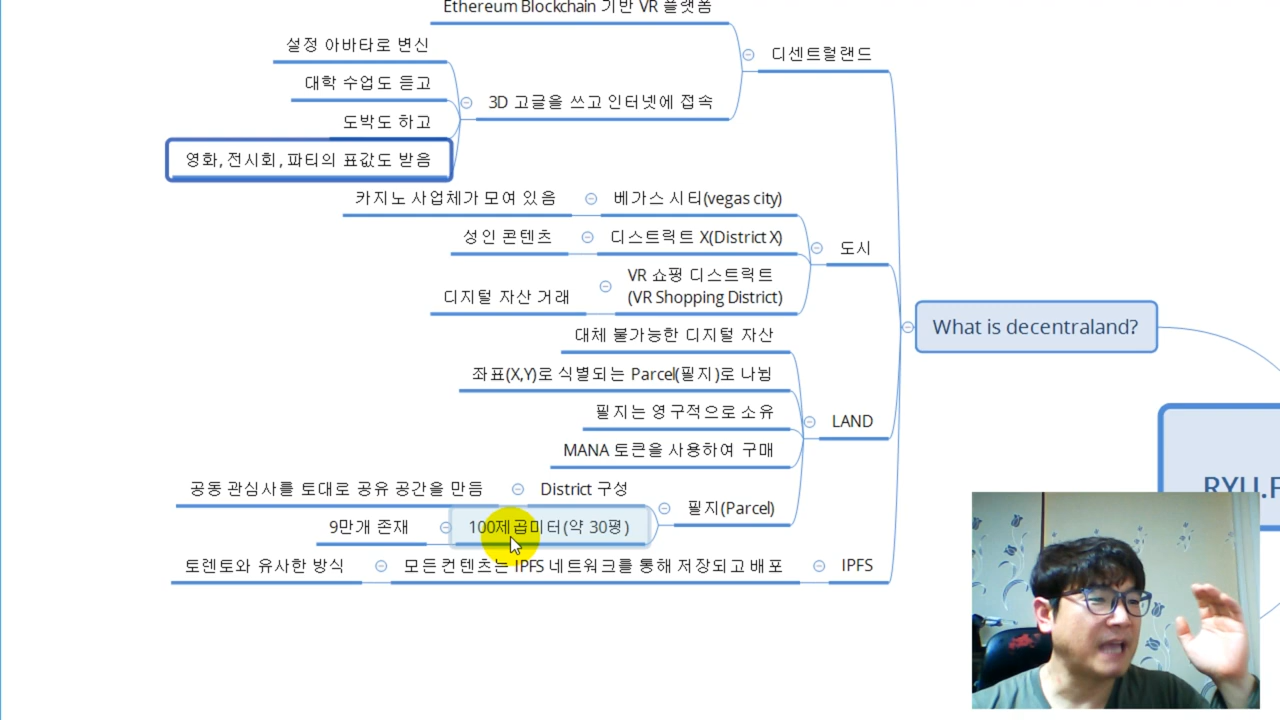 Ethereum Blockchain 기반 VR 플랫폼
설정 아바타로 변신
디센트럴랜드
대학 수업도 듣고
3D 고글을 쓰고 인터넷에 접속
도박도 하고
영화, 전시회, 파티의 표값도 받음
카지노 사업체가 모여 있음
베가스 시티(vegas city)
성인 콘텐츠
디스트릭트 X(District X)
도시
VR 쇼핑 디스트릭트
(VR Shopping District)
디지털 자산 거래
What is decentraland?
대체 불가능한 디지털 자산
좌표(X,Y)로 식별되는 Parcel(필지)로 나뉨
필지는 영구적으로 소유
LAND
MANA 토큰을 사용하여 구매
공동 관심사를 토대로 공유 공간을 만듬
District 구성
필지(Parcel)
9만개 존재
100제곱미터(약 30평)
토렌토와 유사한 방식
모든컨텐츠는 IPFS 네트워크를 통해 저장되고 배포
IPFS